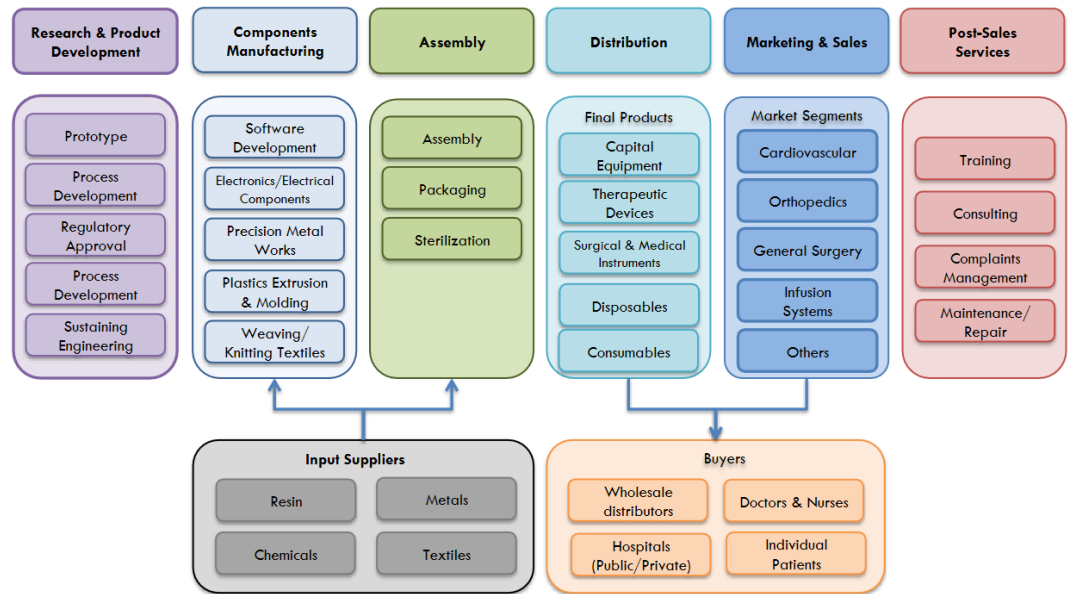 Research & Product
Development
Components
Manufacturing
Assembly
Distribution
Marketing & Sales
Post-Sales
Services
Prototype
Process
Development
Regulatory
Approval
Process
Development
Sustaining
Engineering
Software
Development
Electronics/Electrical
Components
Precision Metal
Works
Plastics Extrusion
& Molding
Weaving/
Knitting Textiles
Assembly
Packaging
Sterilization
Final Products
Capital
Equipment
Therapeutic
Devices
Surgical & Medical
Instruments
Disposables
Consumables
Market Segments
Cardiovascular
Orthopedics
General Surgery
Infusion
Systems
Others
Training
Consulting
Complaints
Management
Maintenance/
Repair
Input Suppliers
Resin
Metals
Chemicals
Textiles
Buyers
Wholesale
distributors
Doctors & Nurses
Hospitals
(Public/Private)
Individual
Patients